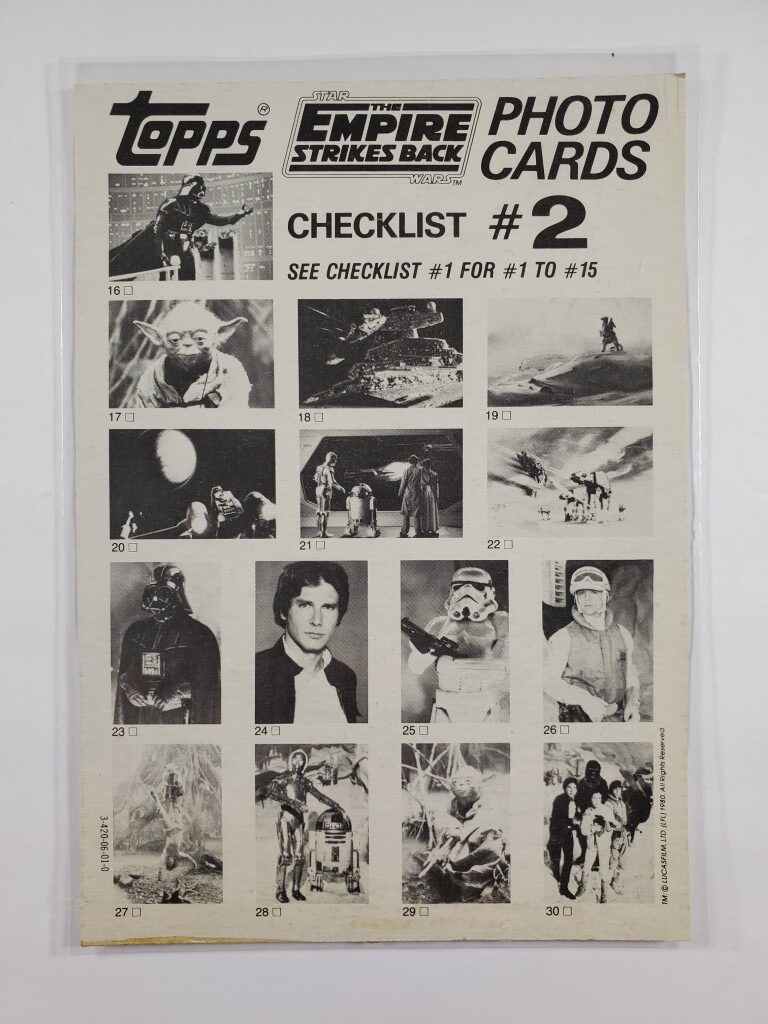 topps®
STAR
THE
EMPIRE
STRIKES BACK
WARS™
PHOTO
CARDS
CHECKLIST #2
SEE CHECKLIST #1 FOR #1 TO #15
16 □
17 □
18 □
19 □
20 □
21 □
22 □
23 □
24 □
25 □
26 □
27 □
28 □
29 □
30 □
3-420-06-01-0
TM: © LUCASFILM, LTD. (LFL) 1980. All Rights Reserved